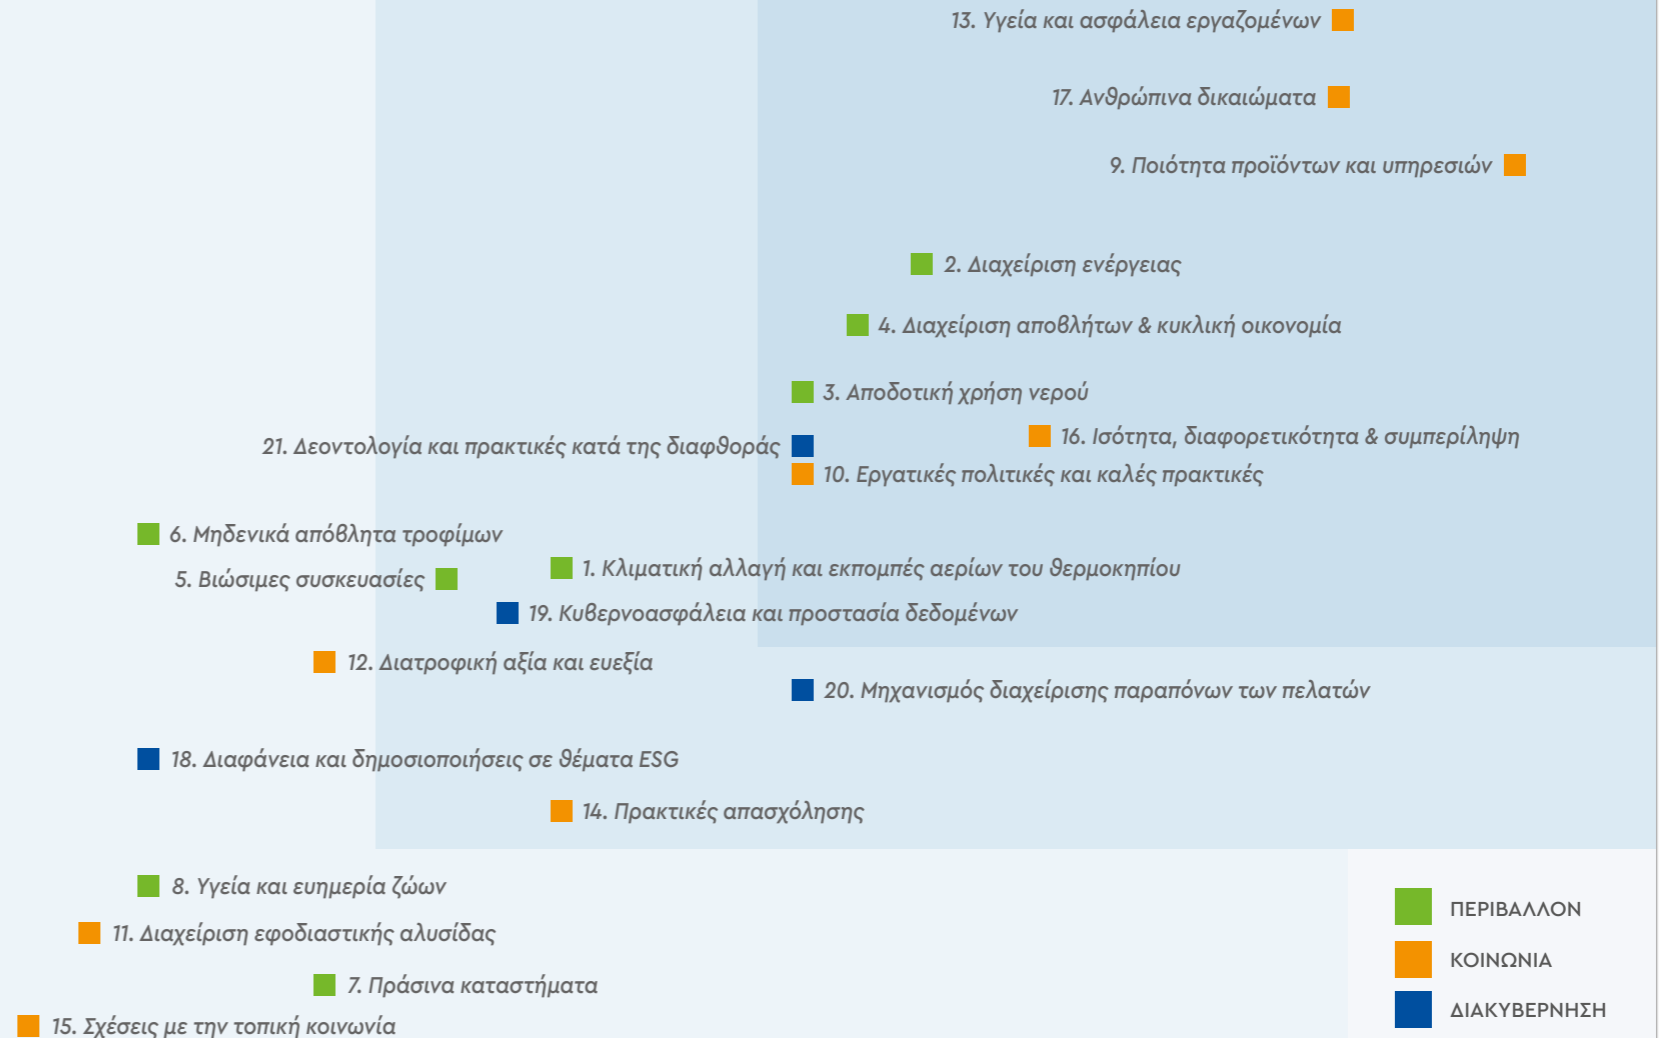 13. Υγεία και ασφάλεια εργαζομένων
17. Ανθρώπινα δικαιώματα
9. Ποιότητα προϊόντων και υπηρεσιών
2. Διαχείριση ενέργειας
4. Διαχείριση αποβλήτων & κυκλική οικονομία
3. Αποδοτική χρήση νερού
16. Ισότητα, διαφορετικότητα & συμπερίληψη
21. Δεοντολογία και πρακτικές κατά της διαφθοράς
10. Εργατικές πολιτικές και καλές πρακτικές
6. Μηδενικά απόβλητα τροφίμων
1. Κλιματική αλλαγή και εκπομπές αερίων του θερμοκηπίου
5. Βιώσιμες συσκευασίες
19. Κυβερνοασφάλεια και προστασία δεδομένων
12. Διατροφική αξία και ευεξία
20. Μηχανισμός διαχείρισης παραπόνων των πελατών
18. Διαφάνεια και δημοσιοποιήσεις σε θέματα ESG
14. Πρακτικές απασχόλησης
8. Υγεία και ευημερία ζώων
11. Διαχείριση εφοδιαστικής αλυσίδας
7. Πράσινα καταστήματα
15. Σχέσεις με την τοπική κοινωνία
ΠΕΡΙΒΑΛΛΟΝ
ΚΟΙΝΩΝΙΑ
ΔΙΑΚΥΒΕΡΝΗΣΗ